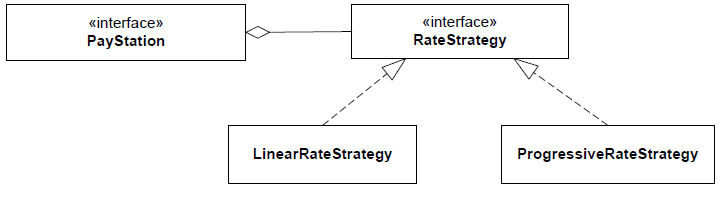 «interface»
PayStation
«interface»
RateStrategy
LinearRateStrategy
ProgressiveRateStrategy